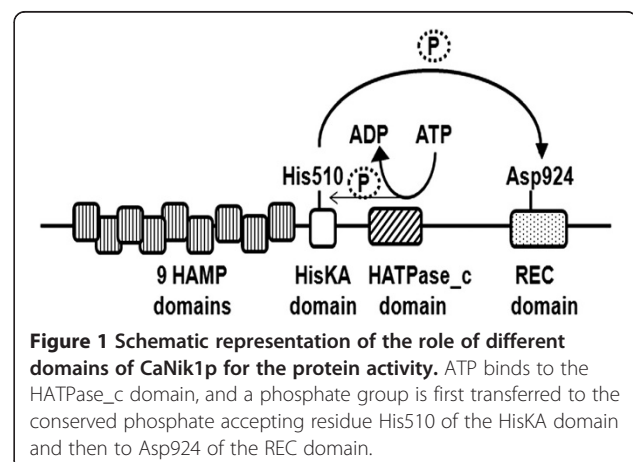 P
ADP ATP
His510 P Asp924
9 HAMP HisKA HATPase_c REC
domains domain domain domain
Figure 1 Schematic representation of the role of different
domains of CaNik1p for the protein activity. ATP binds to the
HATPase_c domain, and a phosphate group is first transferred to the
conserved phosphate accepting residue His510 of the HisKA domain
and then to Asp924 of the REC domain.